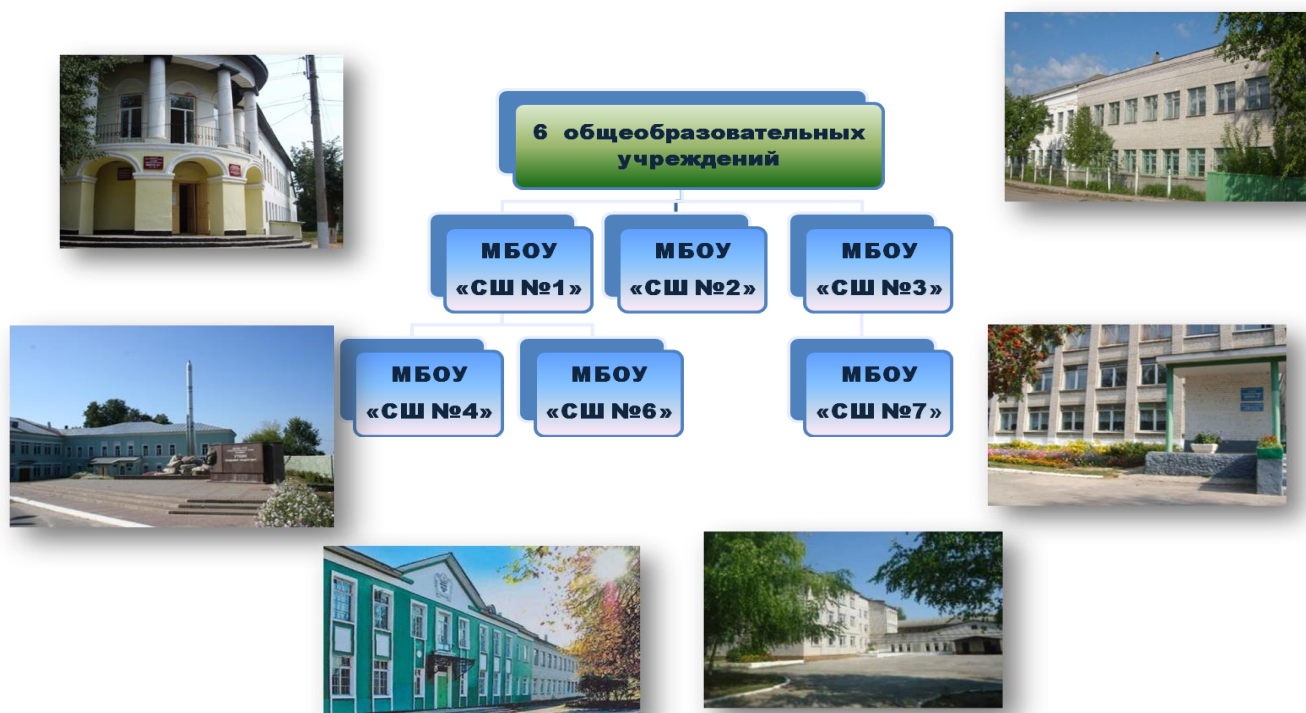 6 общеобразовательных
учреждений
МБОУ
«СШ №1»
МБОУ
«СШ №2»
МБОУ
«СШ №3»
МБОУ
«СШ №4»
МБОУ
«СШ №6»
МБОУ
«СШ №7»